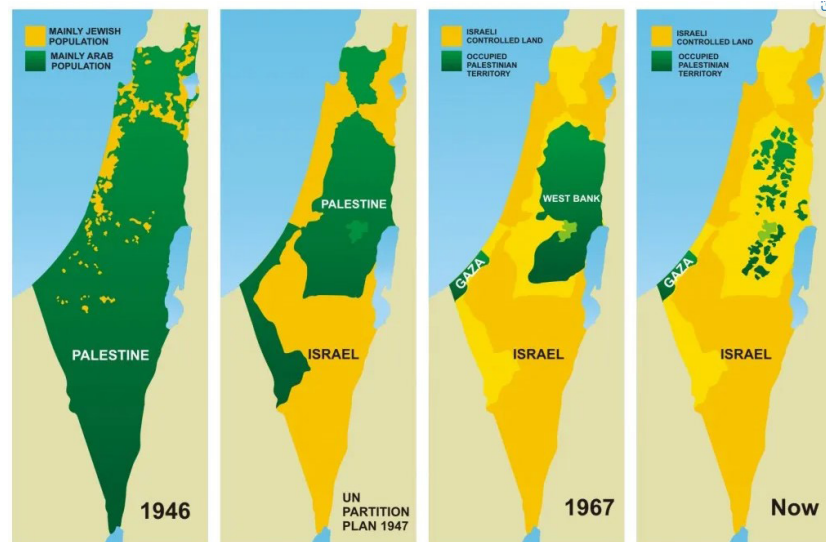 MAINLY JEWISH
POPULATION
MAINLY ARAB
POPULATION
PALESTINE
1946
PALESTINE
ISRAEL
UN
PARTITION
PLAN 1947
ISRAELI
CONTROLLED LAND
OCCUPIED
PALESTINIAN
TERRITORY
WEST BANK
GAZA
ISRAEL
1967
ISRAELI
CONTROLLED LAND
OCCUPIED
PALESTINIAN
TERRITORY
GAZA
ISRAEL
Now